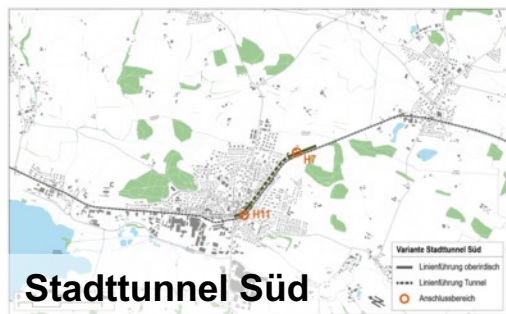 H7
H11
Variante Stadttunnel Süd
Linienführung oberirdisch
Linienführung Tunnel
Anschlussbereich
Stadttunnel Süd